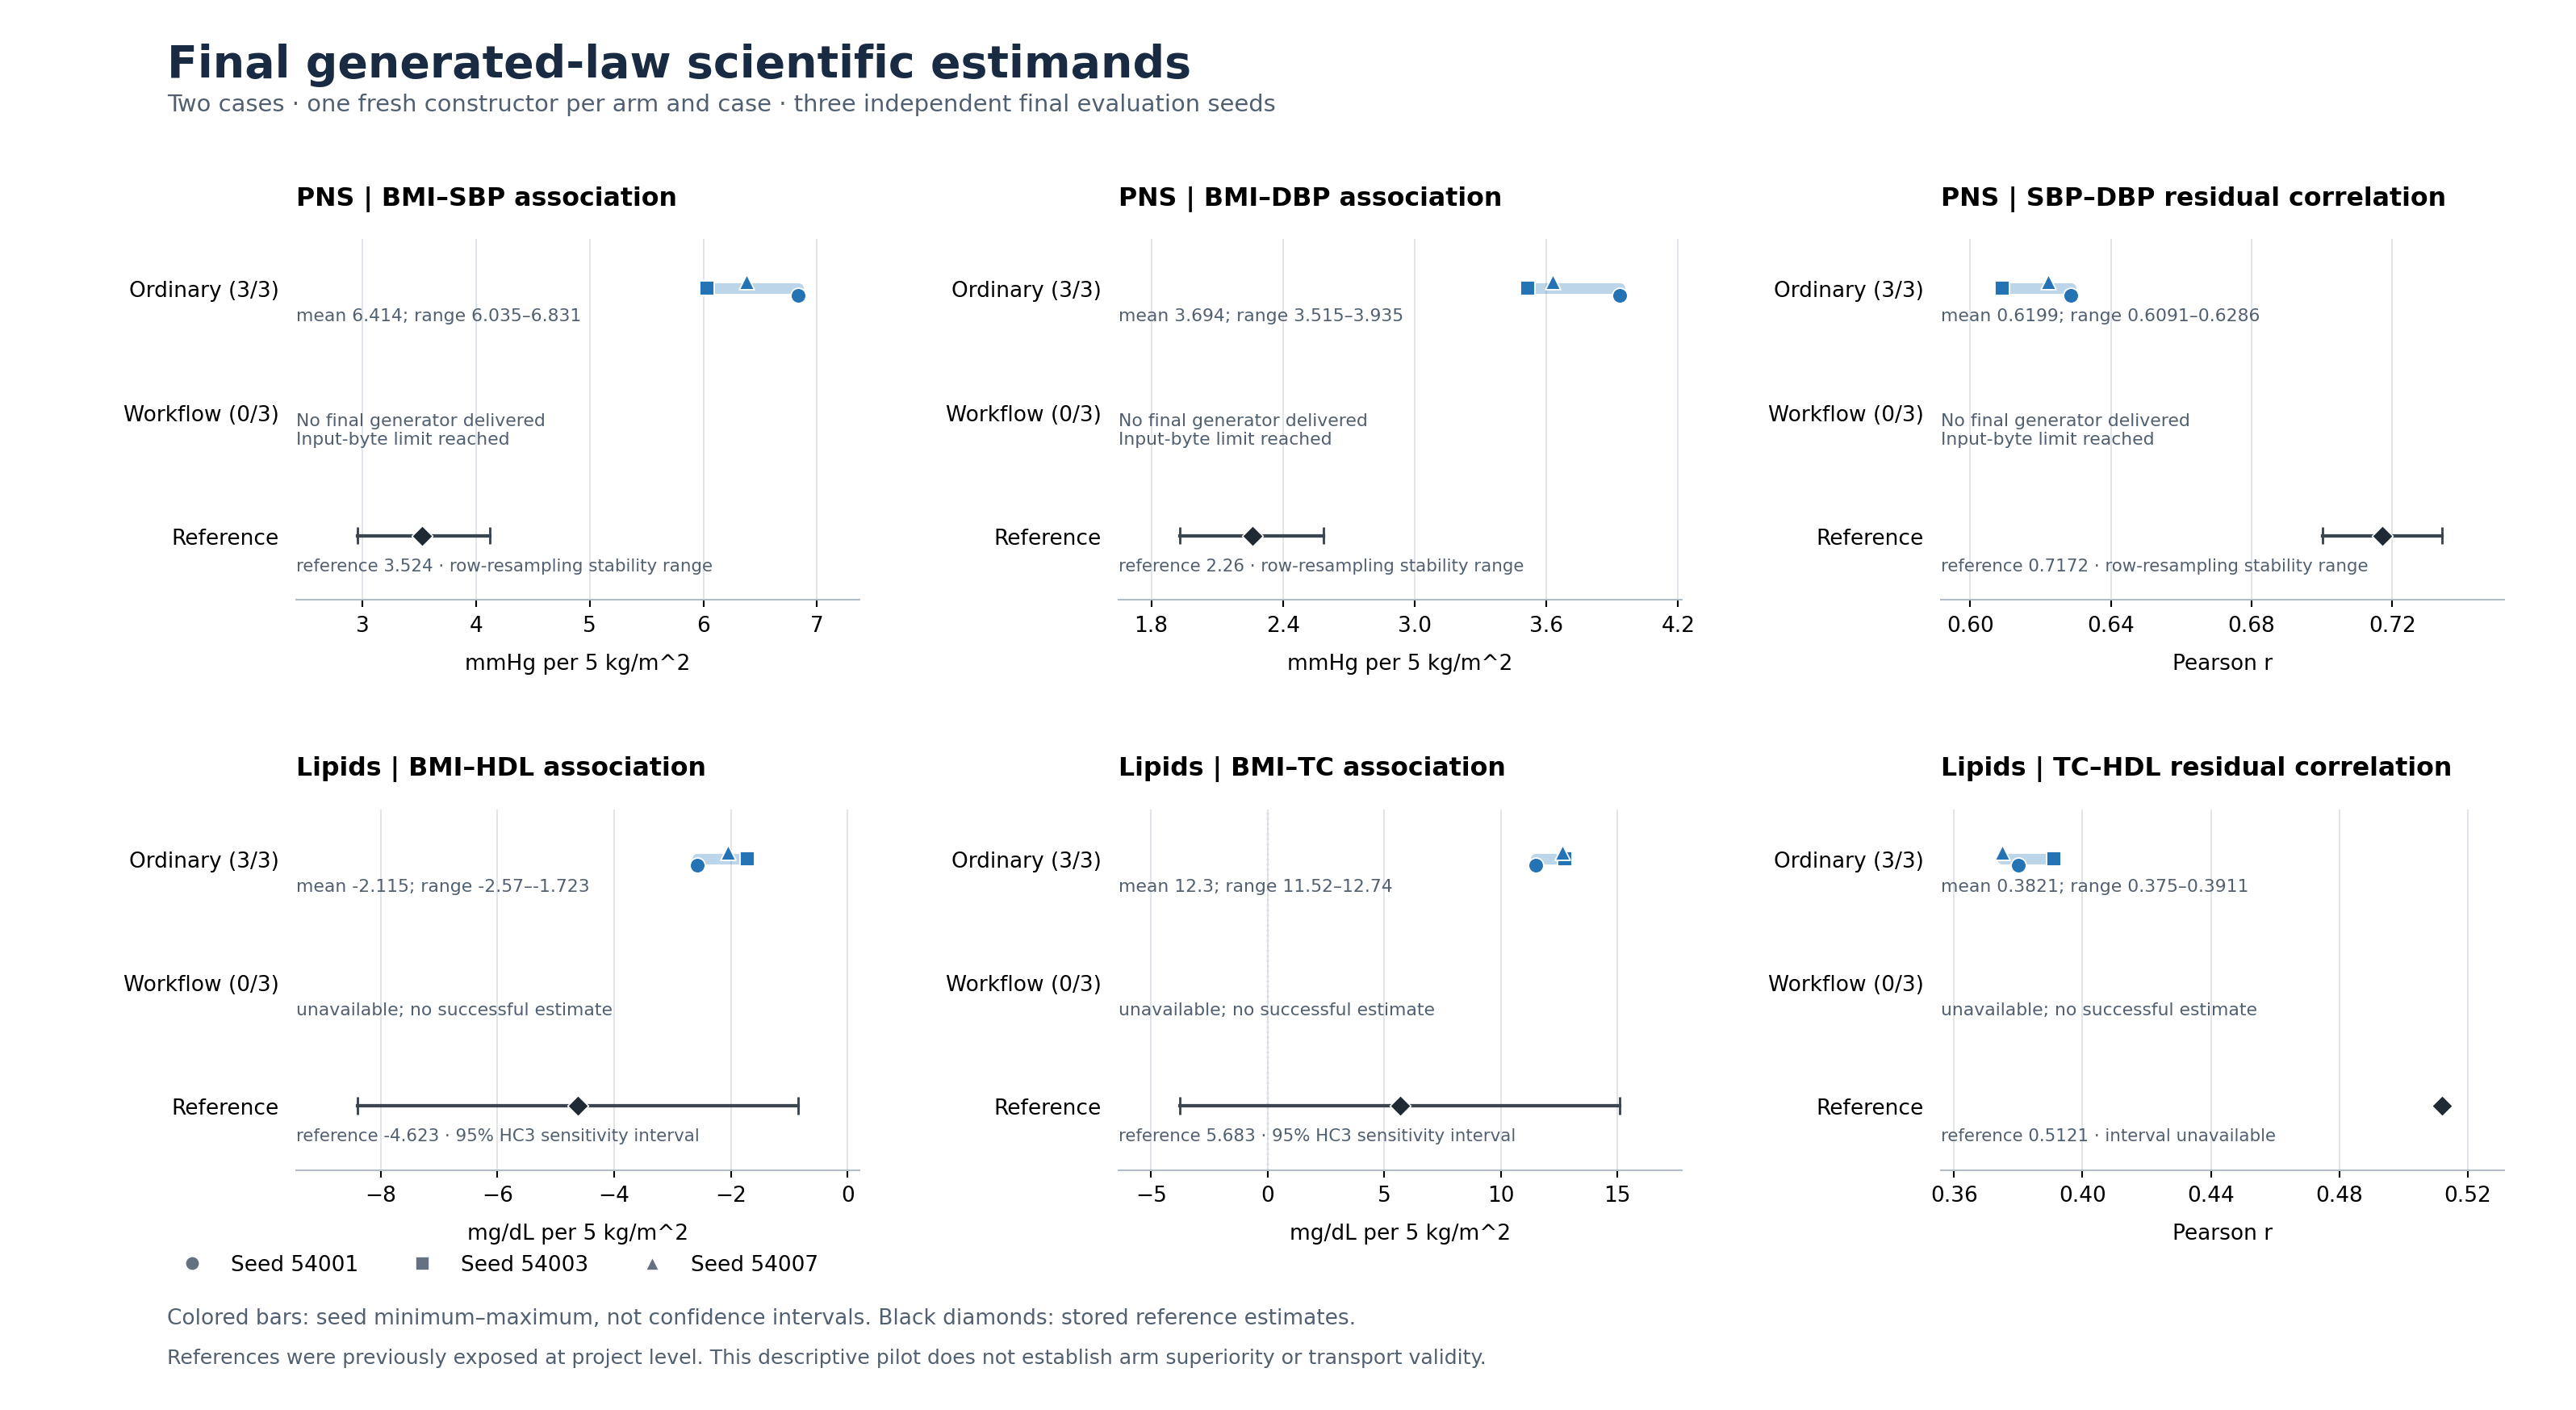 Final generated-law scientific estimands
Two cases · one fresh constructor per arm and case · three independent final evaluation seeds
PNS | BMI–SBP association
Ordinary (3/3)
mean 6.414; range 6.035–6.831
Workflow (0/3)
No final generator delivered
Input-byte limit reached
Reference
reference 3.524 · row-resampling stability range
3 4 5 6 7
mmHg per 5 kg/m^2
PNS | BMI–DBP association
Ordinary (3/3)
mean 3.694; range 3.515–3.935
Workflow (0/3)
No final generator delivered
Input-byte limit reached
Reference
reference 2.26 · row-resampling stability range
1.8 2.4 3.0 3.6 4.2
mmHg per 5 kg/m^2
PNS | SBP–DBP residual correlation
Ordinary (3/3)
mean 0.6199; range 0.6091–0.6286
Workflow (0/3)
No final generator delivered
Input-byte limit reached
Reference
reference 0.7172 · row-resampling stability range
0.60 0.64 0.68 0.72
Pearson r
Lipids | BMI–HDL association
Ordinary (3/3)
mean -2.115; range -2.57–-1.723
Workflow (0/3)
unavailable; no successful estimate
Reference
reference -4.623 · 95% HC3 sensitivity interval
−8 −6 −4 −2 0
mg/dL per 5 kg/m^2
Lipids | BMI–TC association
Ordinary (3/3)
mean 12.3; range 11.52–12.74
Workflow (0/3)
unavailable; no successful estimate
Reference
reference 5.683 · 95% HC3 sensitivity interval
−5 0 5 10 15
mg/dL per 5 kg/m^2
Lipids | TC–HDL residual correlation
Ordinary (3/3)
mean 0.3821; range 0.375–0.3911
Workflow (0/3)
unavailable; no successful estimate
Reference
reference 0.5121 · interval unavailable
0.36 0.40 0.44 0.48 0.52
Pearson r
Seed 54001 Seed 54003 Seed 54007
Colored bars: seed minimum–maximum, not confidence intervals. Black diamonds: stored reference estimates.
References were previously exposed at project level. This descriptive pilot does not establish arm superiority or transport validity.